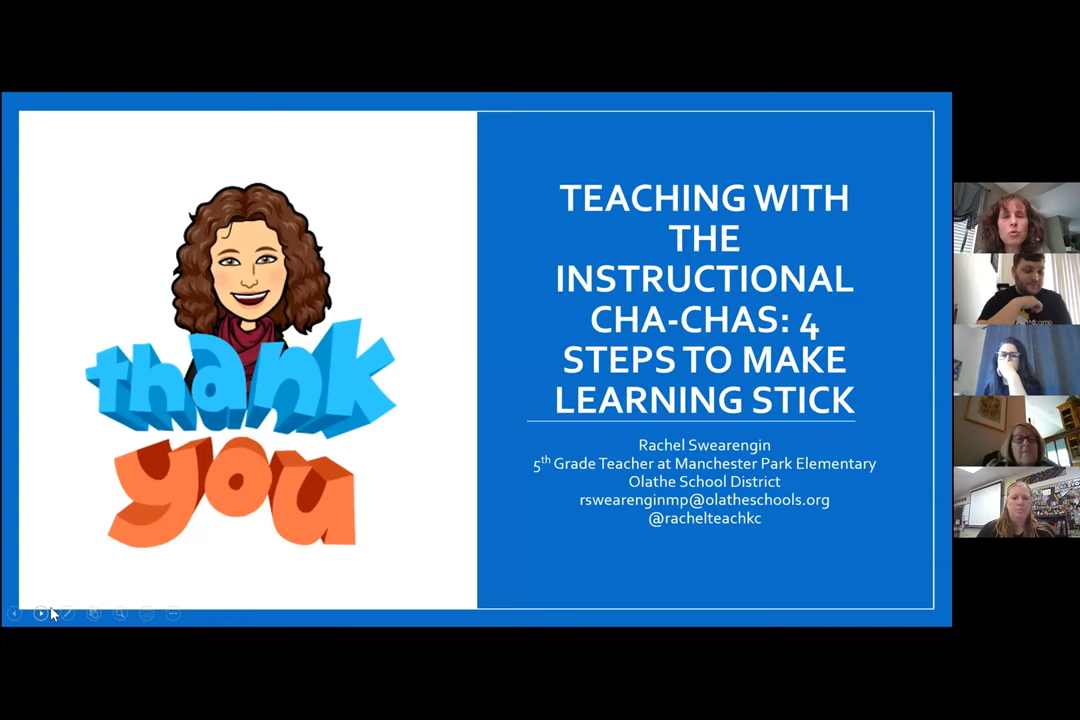 thank
you
TEACHING WITH
THE
INSTRUCTIONAL
CHA-CHAS: 4
STEPS TO MAKE
LEARNING STICK
Rachel Swearengin
5th Grade Teacher at Manchester Park Elementary
Olathe School District
rswearenginmp@olatheschools.org
@rachelteachkc